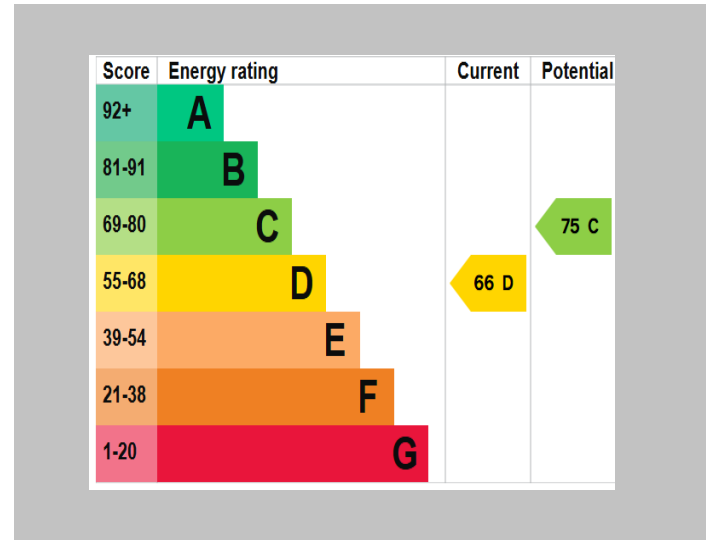 Score Energy rating Current Potential
92+ A
81-91 B
69-80 C 75 C
55-68 D 66 D
39-54 E
21-38 F
1-20 G